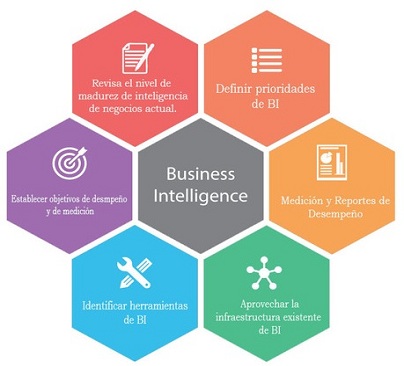 Revisa el nivel de
madurez de inteligencia
de negocios actual.
Definir prioridades
de BI
Establecer objetivos de desmpeño
y de medición
Business
Intelligence
Medición y Reportes de
Desempeño
Identificar herramientas
de BI
Aprovechar la
infraestructura existente
de BI